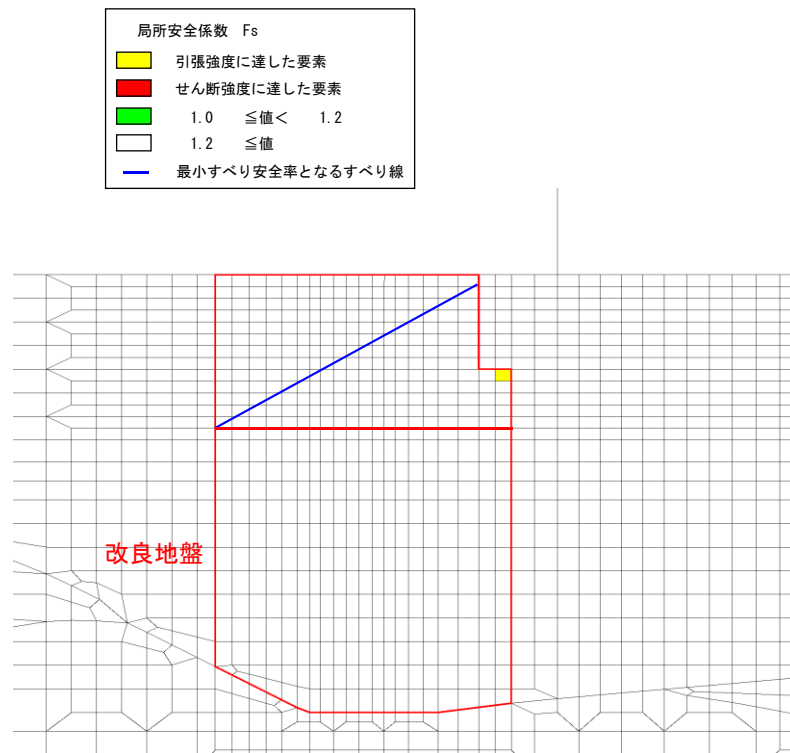 局所安全係数 Fs
引張強度に達した要素
せん断強度に達した要素
1.0 ≦値< 1.2
1.2 ≦値
最小すべり安全率となるすべり線
改良地盤